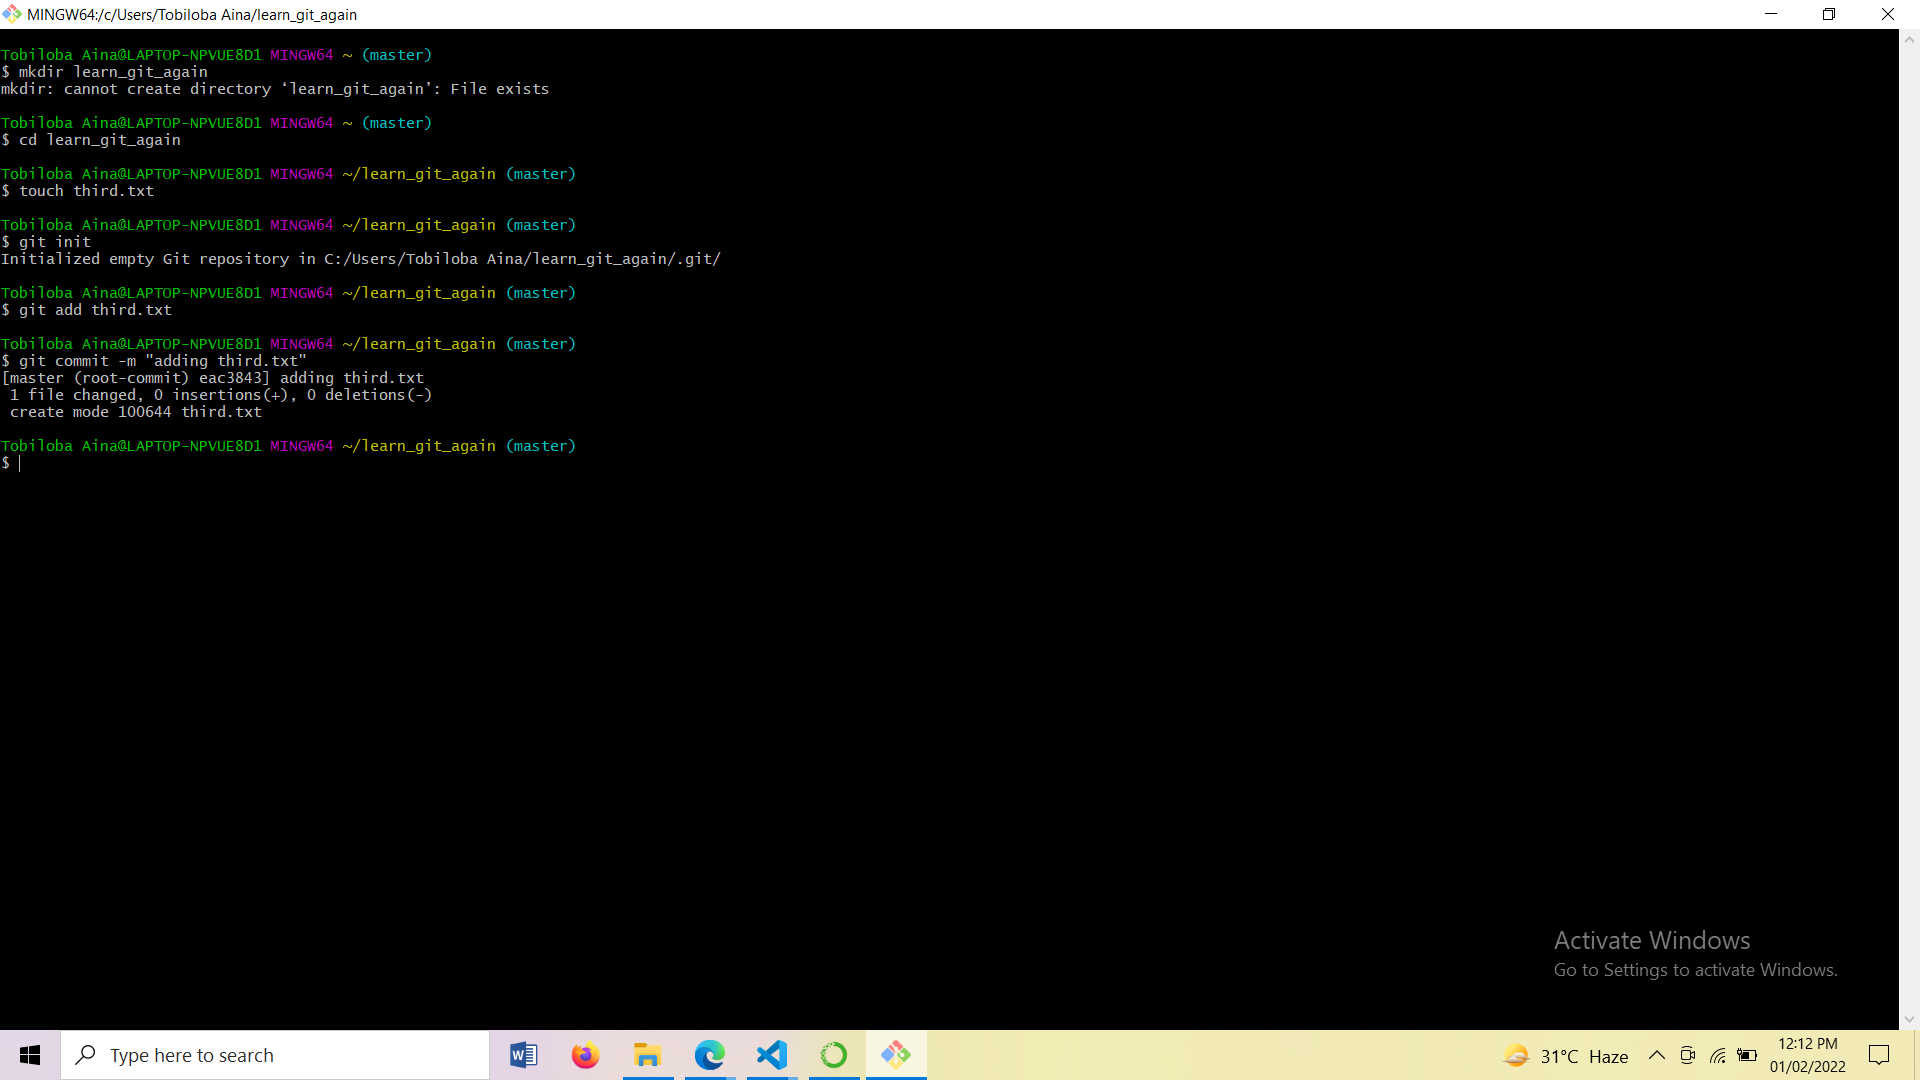 MINGW64:/c/Users/Tobiloba Aina/learn_git_again
Tobiloba Aina@LAPTOP-NPVUE8D1 MINGW64 ~ (master)
$ mkdir learn_git_again
mkdir: cannot create directory ‘learn_git_again’: File exists
Tobiloba Aina@LAPTOP-NPVUE8D1 MINGW64 ~ (master)
$ cd learn_git_again
Tobiloba Aina@LAPTOP-NPVUE8D1 MINGW64 ~/learn_git_again (master)
$ touch third.txt
Tobiloba Aina@LAPTOP-NPVUE8D1 MINGW64 ~/learn_git_again (master)
$ git init
Initialized empty Git repository in C:/Users/Tobiloba Aina/learn_git_again/.git/
Tobiloba Aina@LAPTOP-NPVUE8D1 MINGW64 ~/learn_git_again (master)
$ git add third.txt
Tobiloba Aina@LAPTOP-NPVUE8D1 MINGW64 ~/learn_git_again (master)
$ git commit -m "adding third.txt"
[master (root-commit) eac3843] adding third.txt
1 file changed, 0 insertions(+), 0 deletions(-)
create mode 100644 third.txt
Tobiloba Aina@LAPTOP-NPVUE8D1 MINGW64 ~/learn_git_again (master)
$
Activate Windows
Go to Settings to activate Windows.
Type here to search
31°C Haze
12:12 PM
01/02/2022